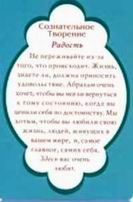 Сознательное
Творение
Радость
Не переживайте из-за
того, что происходит. Жизнь,
знаете ли, должна приносить
удовольствие. Абрахам очень
хочет, чтобы вы могли вернуться
к тому состоянию, когда вы
ценили себя по достоинству. Мы
хотим, чтобы вы любили свою
жизнь, людей, живущих в
вашем мире, и, самое
главное, самих себя.
Здесь вас очень
любят.